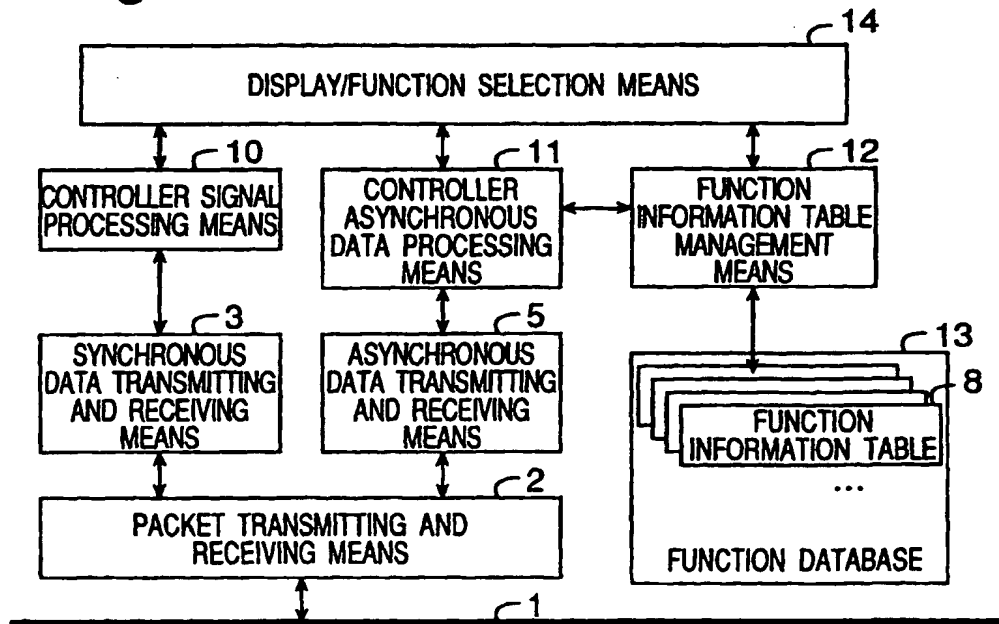 14
DISPLAY/FUNCTION SELECTION MEANS
10
CONTROLLER SIGNAL
PROCESSING MEANS
11
CONTROLLER
ASYNCHRONOUS
DATA PROCESSING
MEANS
12
FUNCTION
INFORMATION TABLE
MANAGEMENT
MEANS
3
SYNCHRONOUS
DATA TRANSMITTING
AND RECEIVING
MEANS
5
ASYNCHRONOUS
DATA TRANSMITTING
AND RECEIVING
MEANS
13
8
FUNCTION
INFORMATION TABLE
...
FUNCTION DATABASE
2
PACKET TRANSMITTING AND
RECEIVING MEANS
1